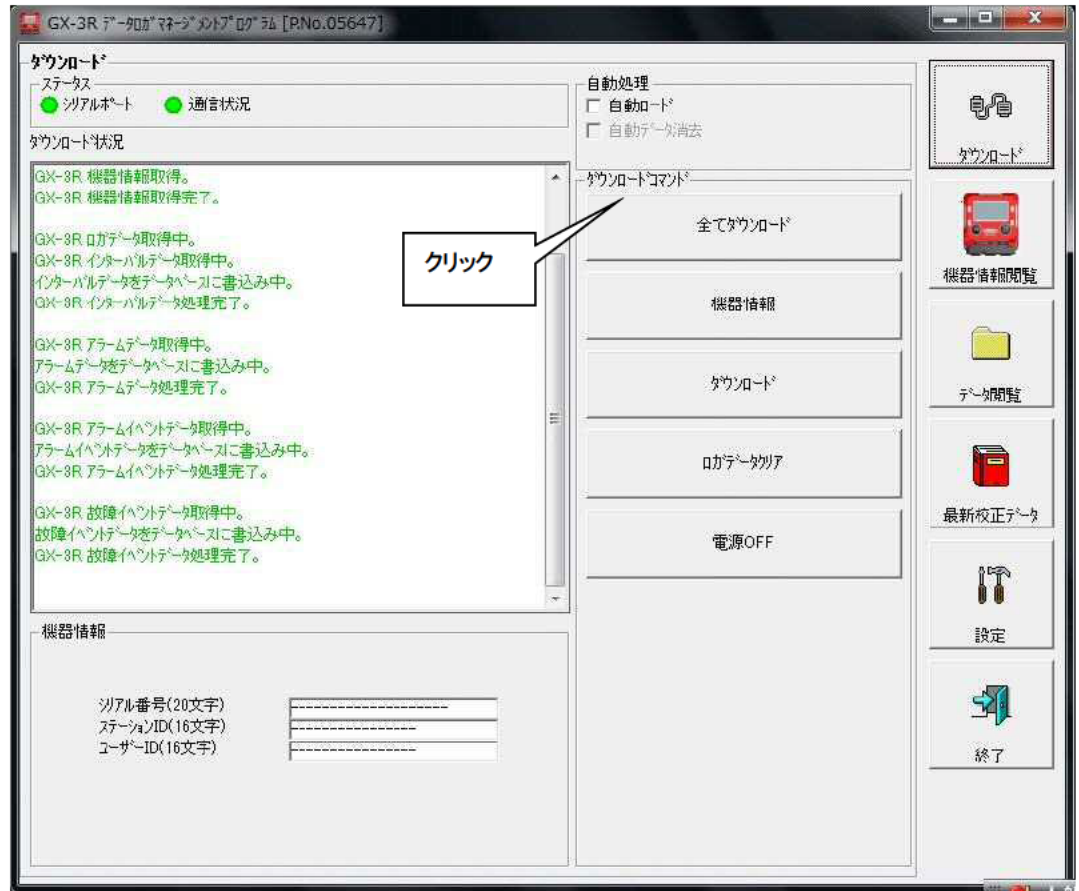 GX-3R ﾃﾞｰﾀﾛｶﾞﾏﾈｰｼﾞﾒﾝﾄﾌﾟﾛｸﾞﾗﾑ [P.No.05647]
ﾀﾞｳﾝﾛｰﾄﾞ
ｽﾃｰﾀｽ
ｼﾘｱﾙﾎﾟｰﾄ 通信状況
自動処理
自動ﾛｰﾄﾞ
自動ﾃﾞｰﾀ消去
ﾀﾞｳﾝﾛｰﾄﾞ状況
GX-3R 機器情報取得。
GX-3R 機器情報取得完了。
GX-3R ﾛｶﾞﾃﾞｰﾀ取得中。
GX-3R ｲﾝﾀｰﾊﾞﾙﾃﾞｰﾀ取得中。
ｲﾝﾀｰﾊﾞﾙﾃﾞｰﾀをﾃﾞｰﾀﾍﾞｰｽに書込み中。
GX-3R ｲﾝﾀｰﾊﾞﾙﾃﾞｰﾀ処理完了。
GX-3R ｱﾗｰﾑﾃﾞｰﾀ取得中。
ｱﾗｰﾑﾃﾞｰﾀをﾃﾞｰﾀﾍﾞｰｽに書込み中。
GX-3R ｱﾗｰﾑﾃﾞｰﾀ処理完了。
GX-3R ｱﾗｰﾑｲﾍﾞﾝﾄﾃﾞｰﾀ取得中。
ｱﾗｰﾑｲﾍﾞﾝﾄﾃﾞｰﾀをﾃﾞｰﾀﾍﾞｰｽに書込み中。
GX-3R ｱﾗｰﾑｲﾍﾞﾝﾄﾃﾞｰﾀ処理完了。
GX-3R 故障ｲﾍﾞﾝﾄﾃﾞｰﾀ取得中。
故障ｲﾍﾞﾝﾄﾃﾞｰﾀをﾃﾞｰﾀﾍﾞｰｽに書込み中。
GX-3R 故障ｲﾍﾞﾝﾄﾃﾞｰﾀ処理完了。
クリック
ﾀﾞｳﾝﾛｰﾄﾞｺﾏﾝﾄﾞ
全てﾀﾞｳﾝﾛｰﾄﾞ
機器情報
ﾀﾞｳﾝﾛｰﾄﾞ
ﾛｶﾞﾃﾞｰﾀｸﾘｱ
電源OFF
機器情報
ｼﾘｱﾙ番号(20文字) --------------------
ｽﾃｰｼｮﾝID(16文字) ----------------
ﾕｰｻﾞｰID(16文字) ----------------
ﾀﾞｳﾝﾛｰﾄﾞ
機器情報閲覧
ﾃﾞｰﾀ閲覧
最新校正ﾃﾞｰﾀ
設定
終了